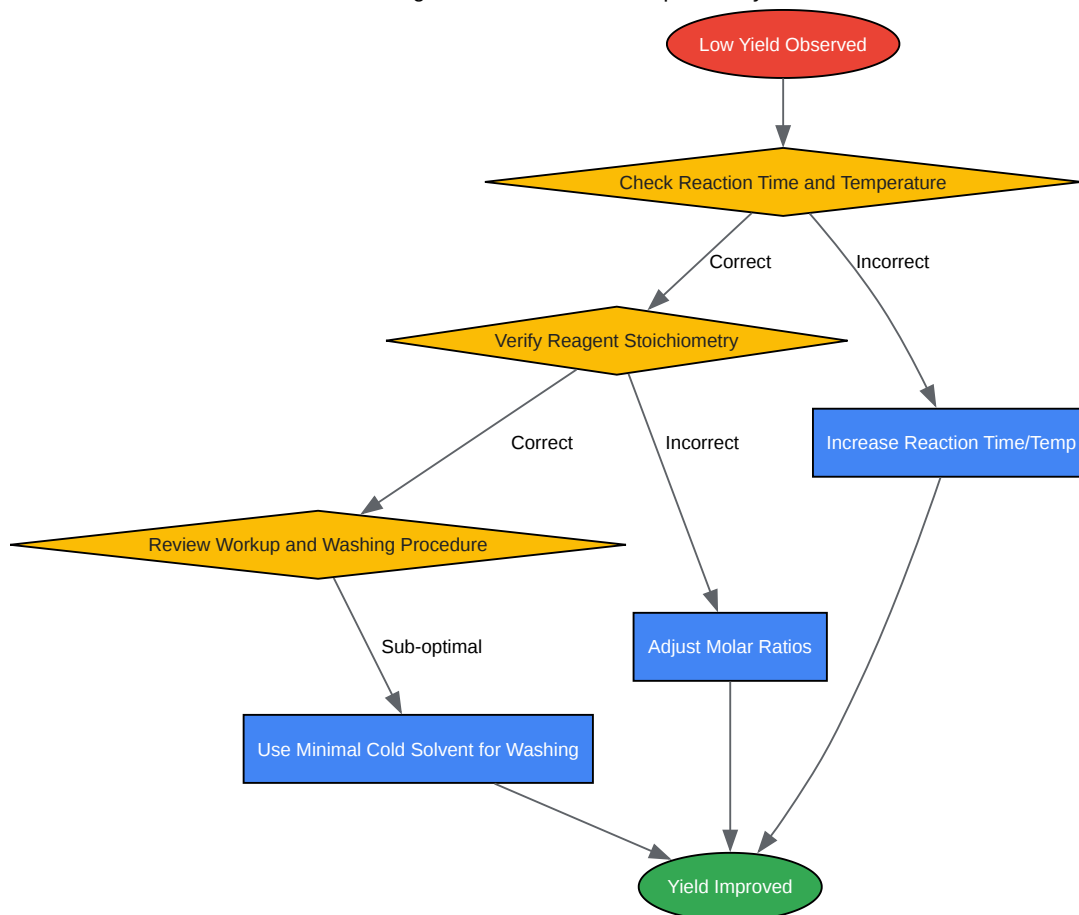 Low Yield Observed
Check Reaction Time and Temperature
Correct
Incorrect
Verify Reagent Stoichiometry
Correct
Incorrect
Increase Reaction Time/Temp
Review Workup and Washing Procedure
Sub-optimal
Adjust Molar Ratios
Use Minimal Cold Solvent for Washing
Yield Improved